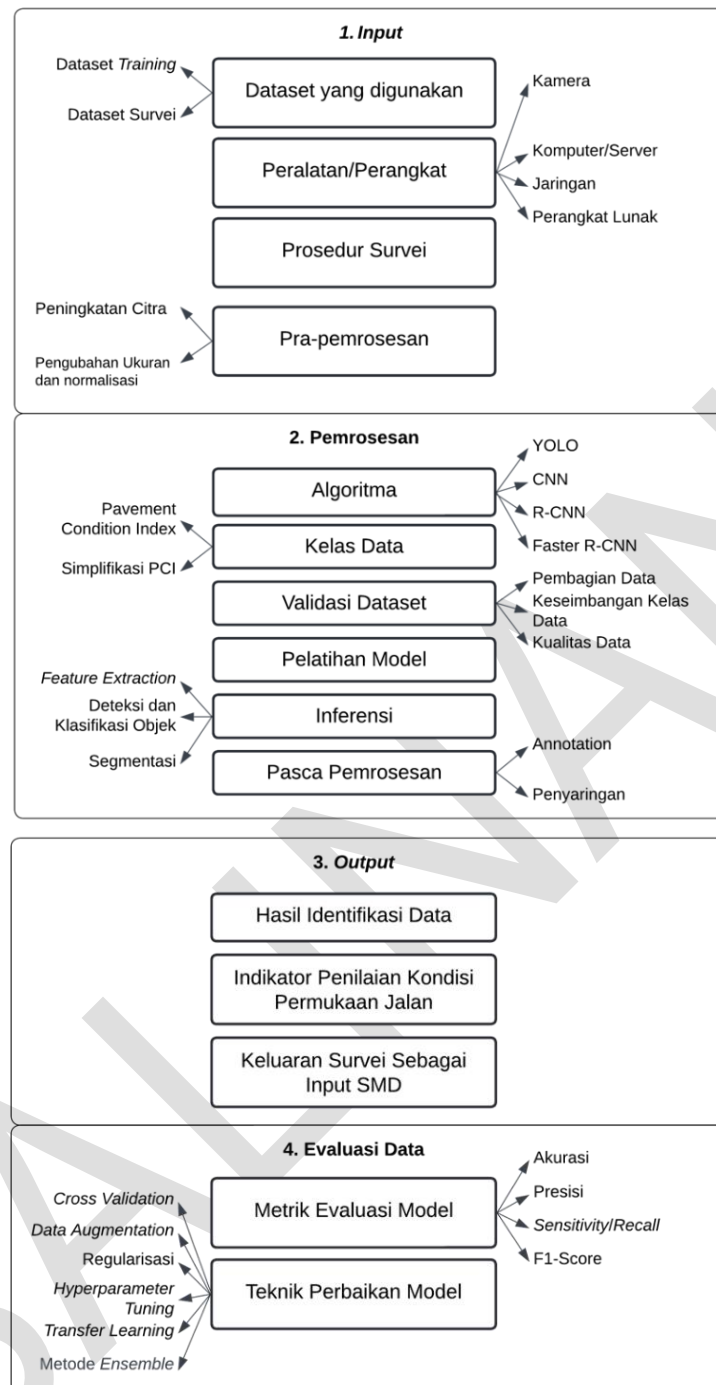 1. Input
Dataset Training
Dataset Survei
Dataset yang digunakan
Kamera
Peralatan/Perangkat
Komputer/Server
Jaringan
Perangkat Lunak
Prosedur Survei
Peningkatan Citra
Pengubahan Ukuran
dan normalisasi
Pra-pemrosesan
2. Pemrosesan
Algoritma
YOLO
CNN
R-CNN
Faster R-CNN
Pavement
Condition Index
Simplifikasi PCI
Kelas Data
Validasi Dataset
Pembagian Data
Keseimbangan Kelas
Data
Kualitas Data
Pelatihan Model
Feature Extraction
Deteksi dan
Klasifikasi Objek
Segmentasi
Inferensi
Pasca Pemrosesan
Annotation
Penyaringan
3. Output
Hasil Identifikasi Data
Indikator Penilaian Kondisi
Permukaan Jalan
Keluaran Survei Sebagai
Input SMD
4. Evaluasi Data
Metrik Evaluasi Model
Akurasi
Presisi
Sensitivity/Recall
F1-Score
Cross Validation
Data Augmentation
Regularisasi
Hyperparameter
Tuning
Transfer Learning
Metode Ensemble
Teknik Perbaikan Model
SALINAN